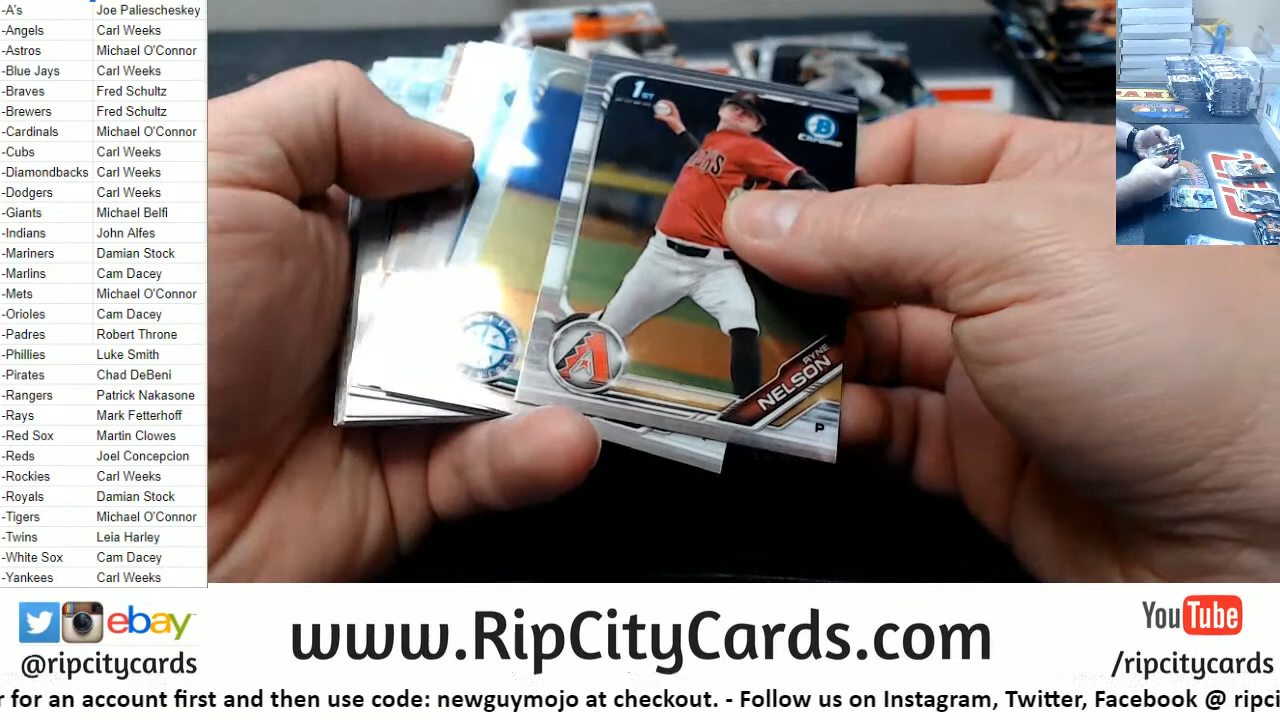 -A's Joe Paliescheskey
-Angels Carl Weeks
-Astros Michael O'Connor
-Blue Jays Carl Weeks
-Braves Fred Schultz
-Brewers Fred Schultz
-Cardinals Michael O'Connor
-Cubs Carl Weeks
-Diamondbacks Carl Weeks
-Dodgers Carl Weeks
-Giants Michael Belfi
-Indians John Alfes
-Mariners Damian Stock
-Marlins Cam Dacey
-Mets Michael O'Connor
-Orioles Cam Dacey
-Padres Robert Throne
-Phillies Luke Smith
-Pirates Chad DeBeni
-Rangers Patrick Nakasone
-Rays Mark Fetterhoff
-Red Sox Martin Clowes
-Reds Joel Concepcion
-Rockies Carl Weeks
-Royals Damian Stock
-Tigers Michael O'Connor
-Twins Leia Harley
-White Sox Cam Dacey
-Yankees Carl Weeks
1ST
B
CHROME
RYNE
NELSON
P
ebay
@ripcitycards
www.RipCityCards.com
YouTube
/ripcitycards
r for an account first and then use code: newguymojo at checkout. - Follow us on Instagram, Twitter, Facebook @ ripci